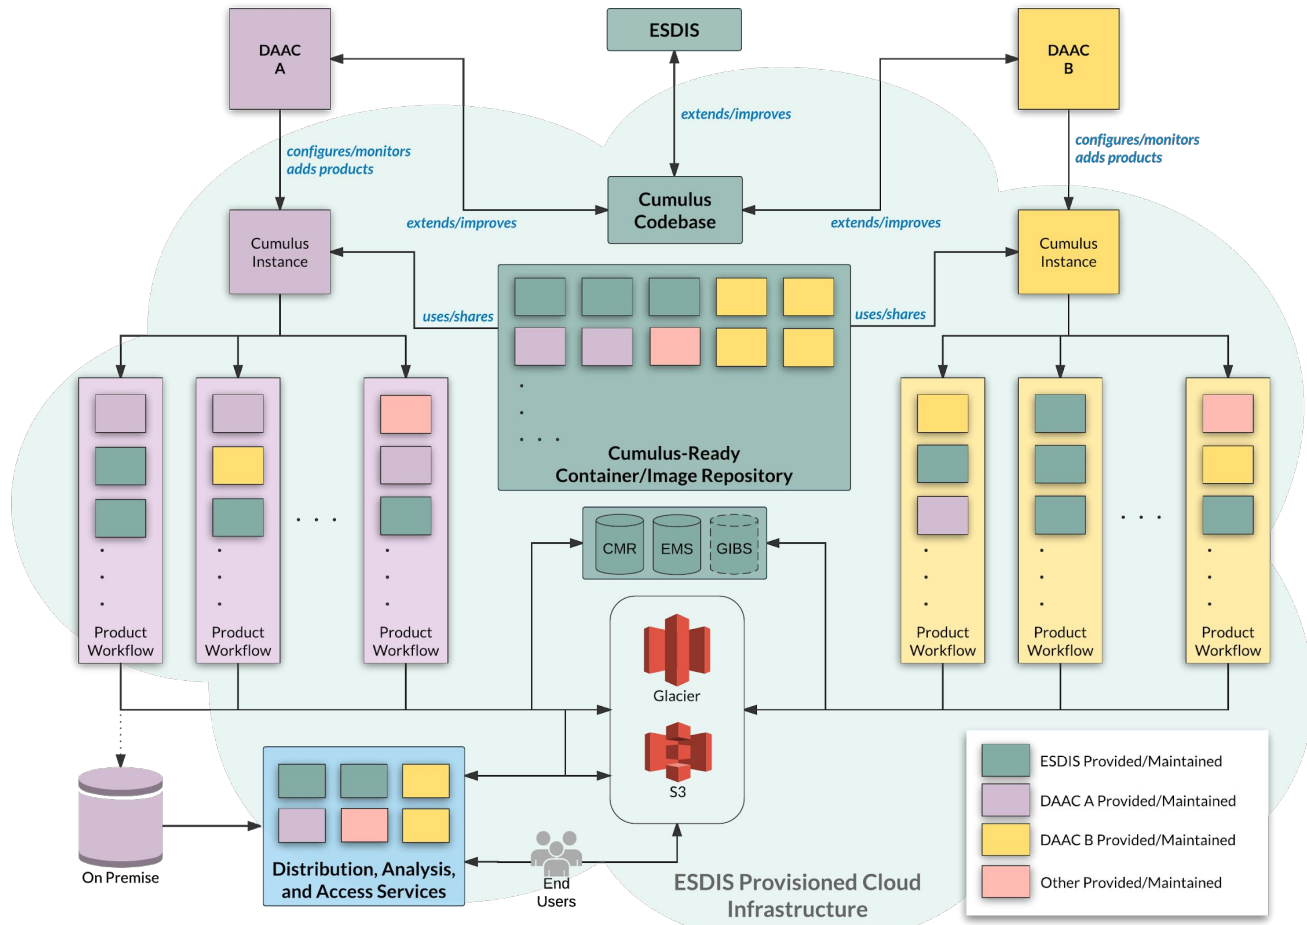 DAAC
A
ESDIS
DAAC
B
extends/improves
configures/monitors
adds products
configures/monitors
adds products
Cumulus
Codebase
extends/improves
extends/improves
Cumulus
Instance
Cumulus
Instance
uses/shares
uses/shares
Cumulus-Ready
Container/Image Repository
CMR
EMS
GIBS
Product
Workflow
Product
Workflow
Product
Workflow
Product
Workflow
Product
Workflow
Product
Workflow
Glacier
S3
On Premise
Distribution, Analysis,
and Access Services
End
Users
ESDIS Provisioned Cloud
Infrastructure
ESDIS Provided/Maintained
DAAC A Provided/Maintained
DAAC B Provided/Maintained
Other Provided/Maintained